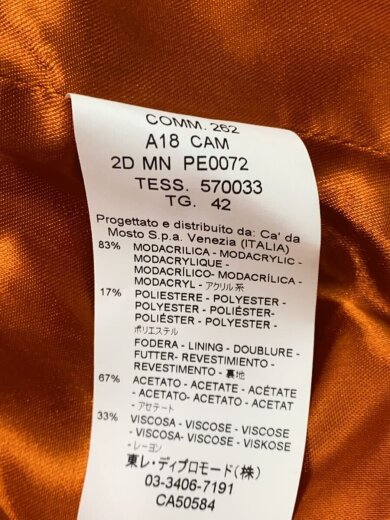 COMM. 262
A18 CAM
2D MN PE0072
TESS. 570033
TG. 42
Progettato e distribuito da: Ca' da
Mosto S.p.a. Venezia (ITALIA)
83% MODACRILICA - MODACRYLIC -
MODACRYLIQUE -
MODACRÍLICO- MODACRÍLICA -
MODACRYL - アクリル系
17% POLIESTERE - POLYESTER -
POLYESTER - POLIÉSTER-
POLIÉSTER - POLYESTER -
ポリエステル
FODERA - LINING - DOUBLURE -
FUTTER- REVESTIMIENTO -
REVESTIMENTO - 裏地
67% ACETATO - ACETATE - ACÉTATE
- ACETATO- ACETATO - ACETAT
- アセテート
33% VISCOSA - VISCOSE - VISCOSE
- VISCOSA- VISCOSE - VISKOSE
- レーヨン
東レ・ディプロモード(株)
03-3406-7191
CA50584